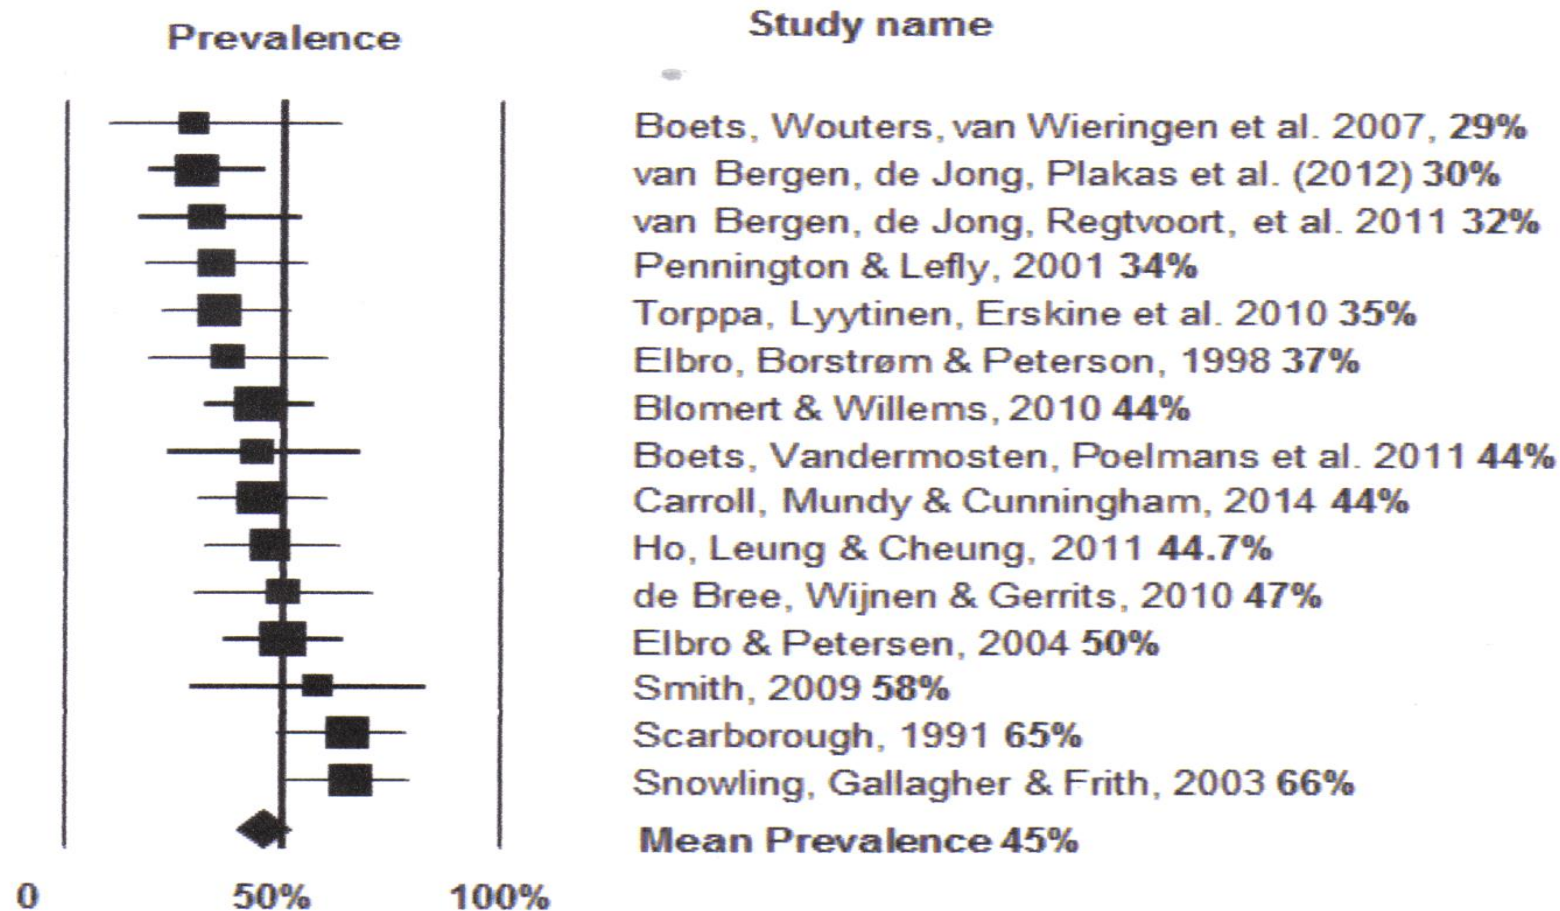 Prevalence
Study name
Boets, Wouters, van Wieringen et al. 2007, 29%
van Bergen, de Jong, Plakas et al. (2012) 30%
van Bergen, de Jong, Regtvoort, et al. 2011 32%
Pennington & Lefly, 2001 34%
Torppa, Lyytinen, Erskine et al. 2010 35%
Elbro, Borstrøm & Peterson, 1998 37%
Blomert & Willems, 2010 44%
Boets, Vandermosten, Poelmans et al. 2011 44%
Carroll, Mundy & Cunningham, 2014 44%
Ho, Leung & Cheung, 2011 44.7%
de Bree, Wijnen & Gerrits, 2010 47%
Elbro & Petersen, 2004 50%
Smith, 2009 58%
Scarborough, 1991 65%
Snowling, Gallagher & Frith, 2003 66%
Mean Prevalence 45%
0 50% 100%